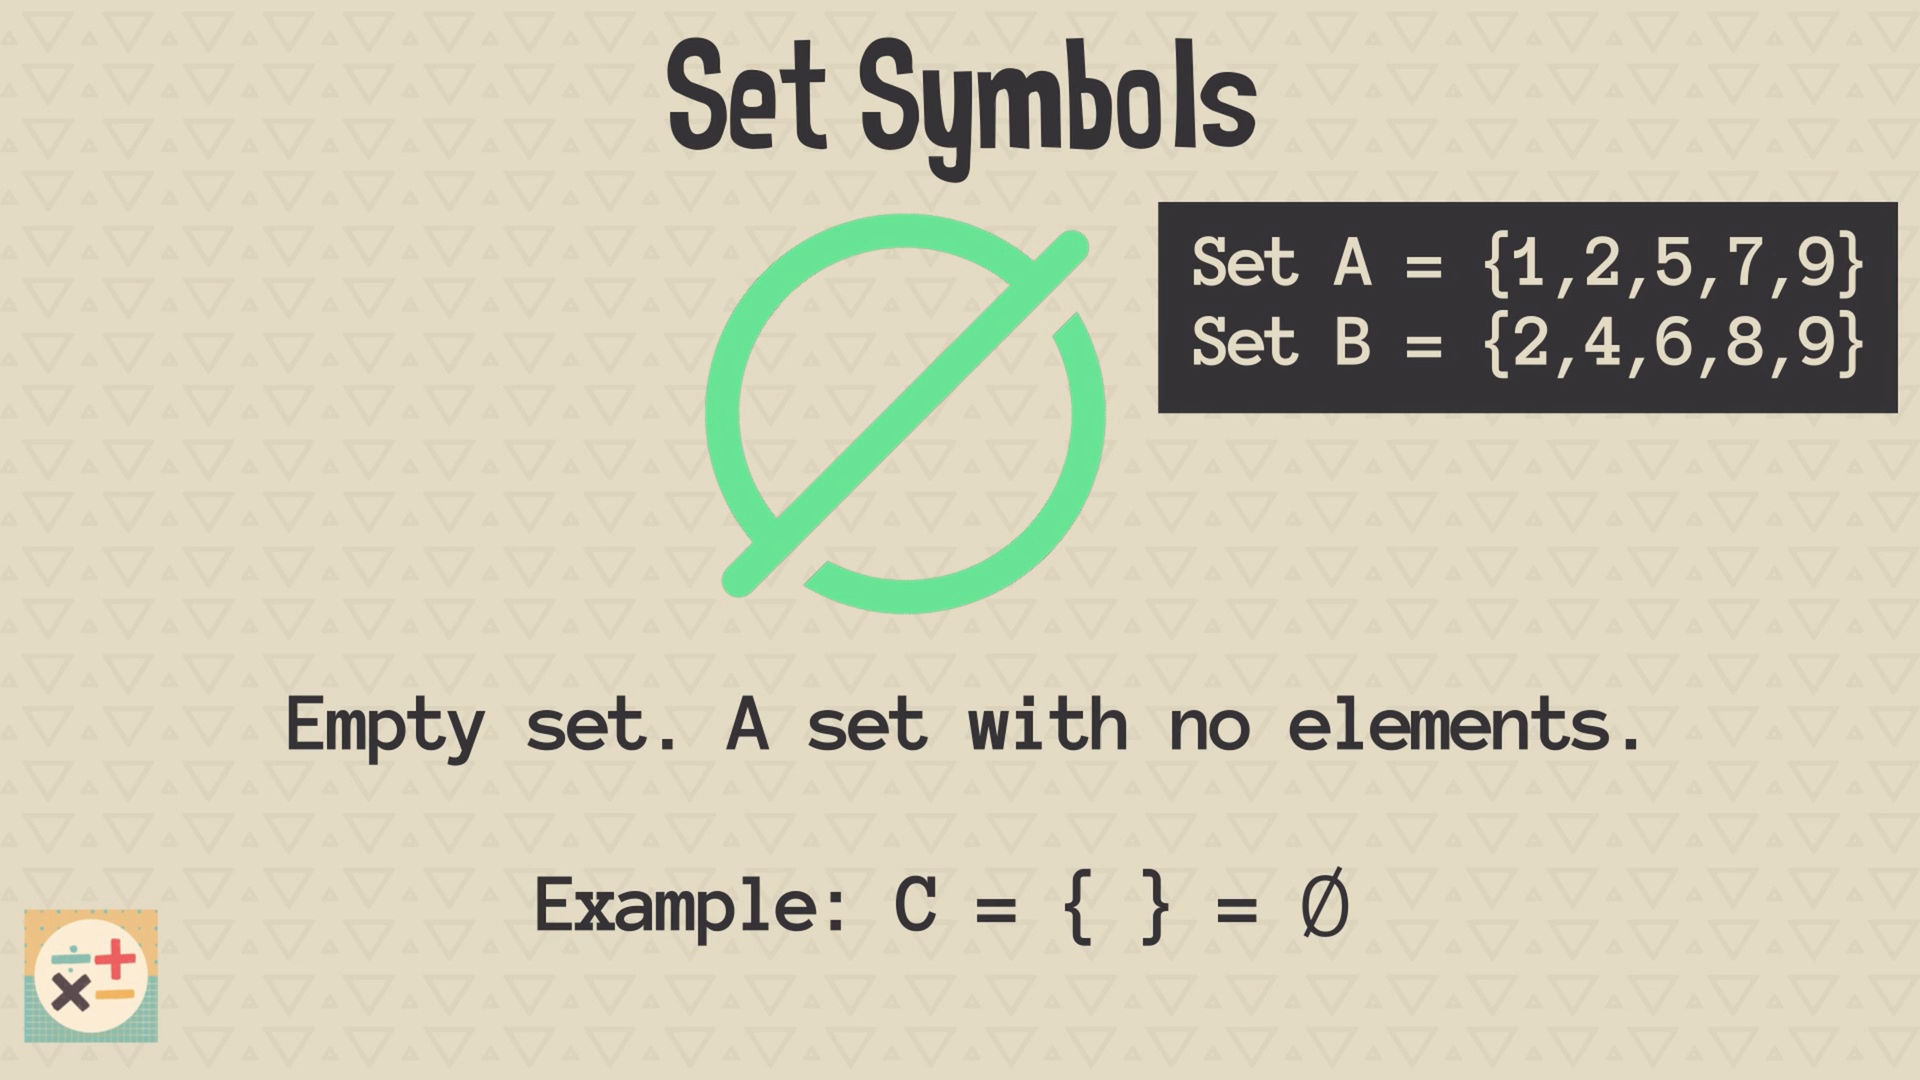 Set Symbols
Set A = {1,2,5,7,9}
Set B = {2,4,6,8,9}
Empty set. A set with no elements.
Example: C = { } = Ø